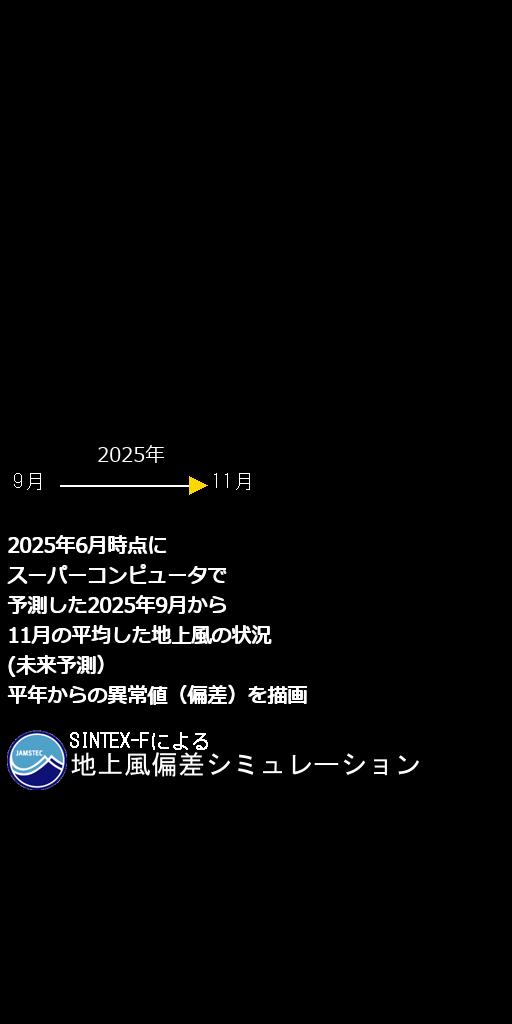 2025年
9月 11月
2025年6月時点に
スーパーコンピュータで
予測した2025年9月から
11月の平均した地上風の状況
(未来予測）
平年からの異常値（偏差）を描画
SINTEX-Fによる
JAMSTEC
地上風偏差シミュレーション